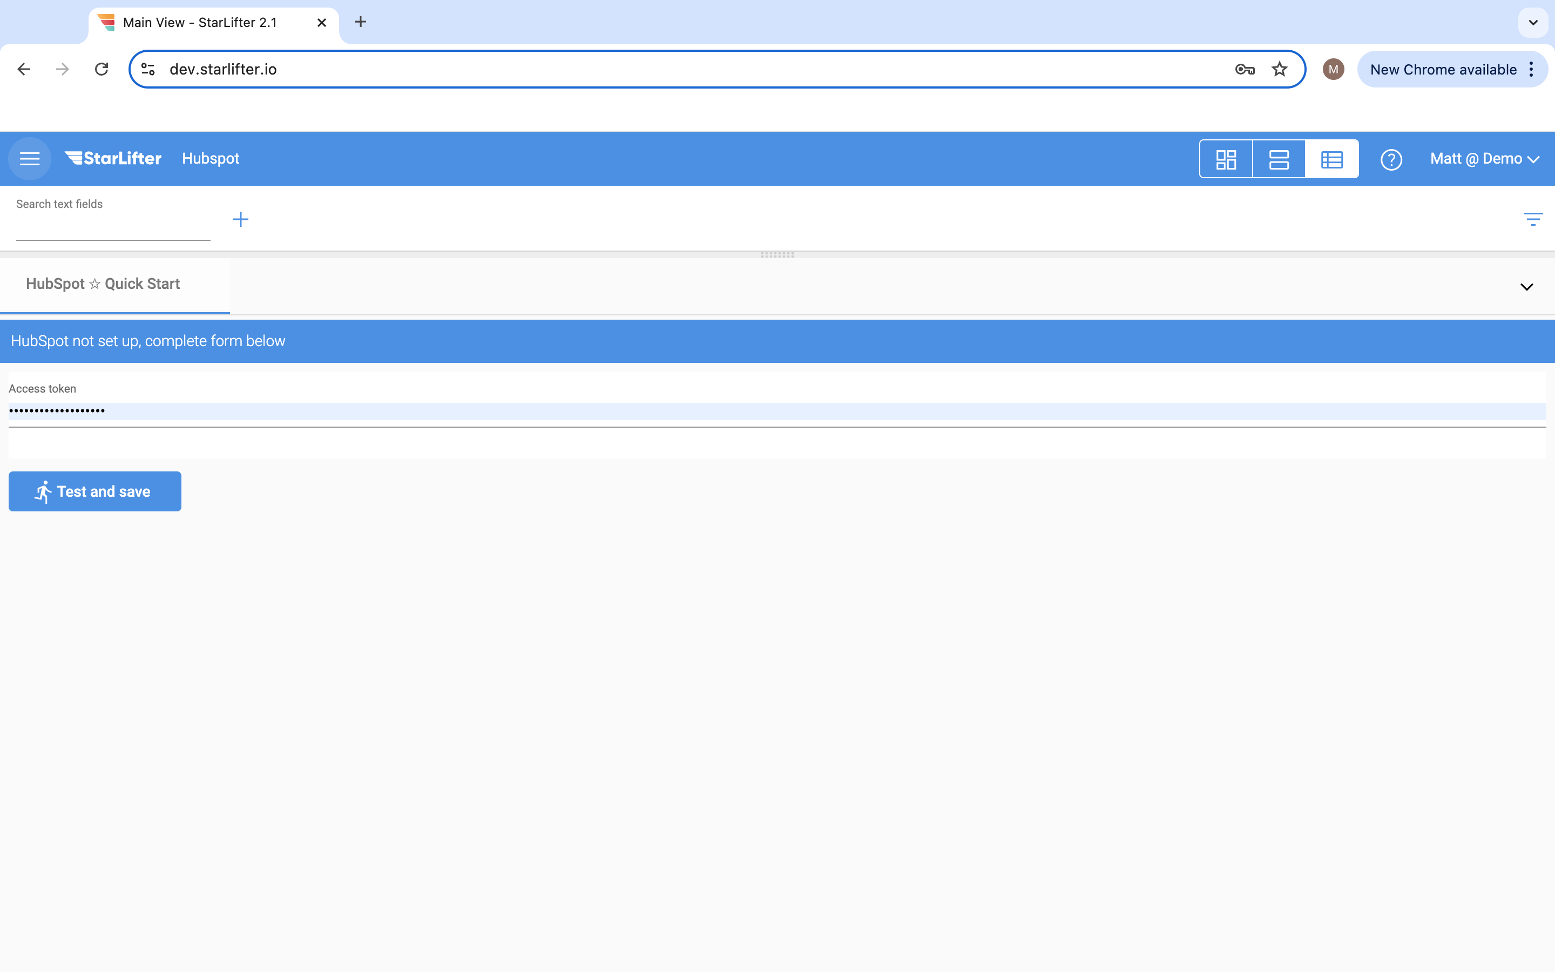 Main View - StarLifter 2.1
dev.starlifter.io
M
New Chrome available
StarLifter
Hubspot
?
Matt @ Demo
Search text fields
HubSpot ☆ Quick Start
HubSpot not set up, complete form below
Access token
•••••••••••••••••••
Test and save